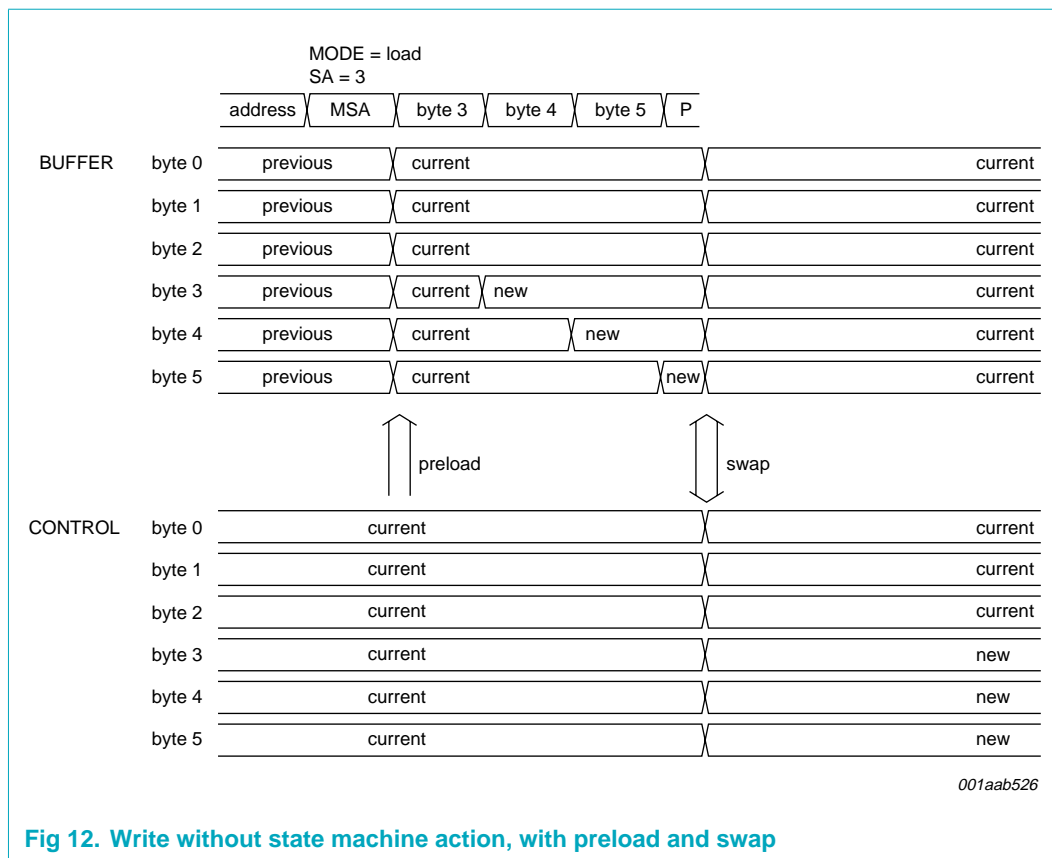 MODE = load
SA = 3
address MSA byte 3 byte 4 byte 5 P
BUFFER byte 0 previous current current
byte 1 previous current current
byte 2 previous current current
byte 3 previous current new current
byte 4 previous current new current
byte 5 previous current new current
preload swap
CONTROL byte 0 current current
byte 1 current current
byte 2 current current
byte 3 current new
byte 4 current new
byte 5 current new
001aab526
Fig 12. Write without state machine action, with preload and swap